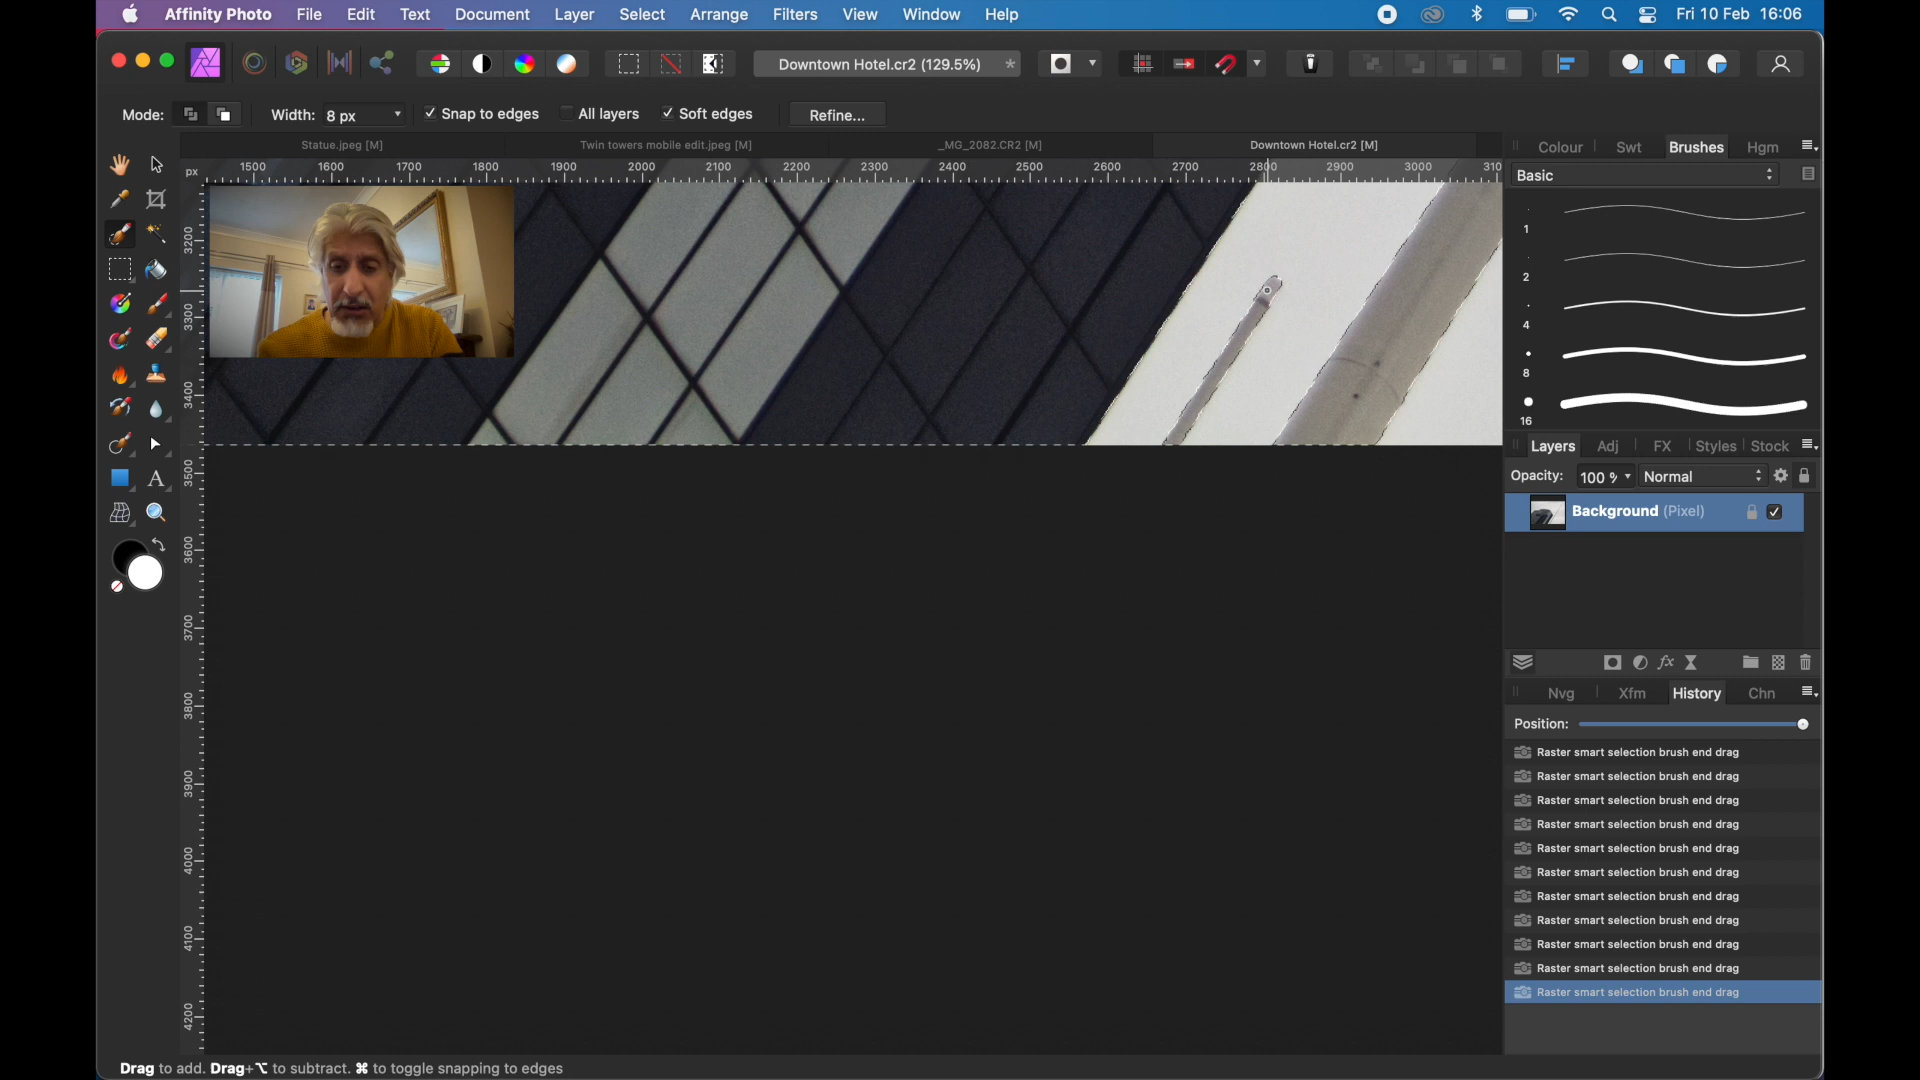 Affinity Photo File Edit Text Document Layer Select Arrange Filters View Window Help Fri 10 Feb 16:06
Downtown Hotel.cr2 (129.5%) *
Mode: Width: 8 px Snap to edges All layers Soft edges Refine...
Statue.jpeg [M] Twin towers mobile edit.jpeg [M] _MG_2082.CR2 [M] Downtown Hotel.cr2 [M]
Colour Swt Brushes Hgm
px 1500 1600 1700 1800 1900 2000 2100 2200 2300 2400 2500 2600 2700 2800 2900 3000 310
Basic
1
2
4
8
16
3200
3300
3400
3500
3600
3700
3800
3900
4000
4100
4200
A
Layers Adj FX Styles Stock
Opacity: 100 % Normal
Background (Pixel)
fx
Nvg Xfm History Chn
Position:
Raster smart selection brush end drag
Raster smart selection brush end drag
Raster smart selection brush end drag
Raster smart selection brush end drag
Raster smart selection brush end drag
Raster smart selection brush end drag
Raster smart selection brush end drag
Raster smart selection brush end drag
Raster smart selection brush end drag
Raster smart selection brush end drag
Raster smart selection brush end drag
Drag to add. Drag+⌥ to subtract. ⌘ to toggle snapping to edges